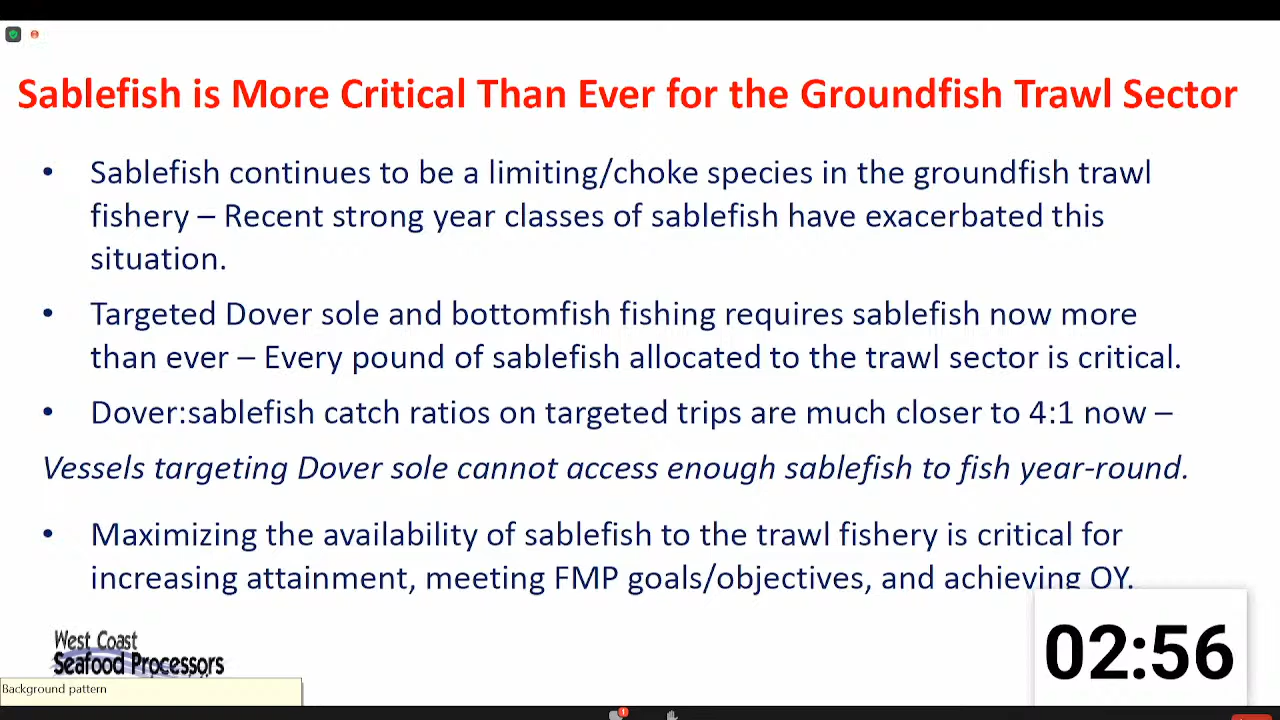 Sablefish is More Critical Than Ever for the Groundfish Trawl Sector
• Sablefish continues to be a limiting/choke species in the groundfish trawl
fishery – Recent strong year classes of sablefish have exacerbated this
situation.
• Targeted Dover sole and bottomfish fishing requires sablefish now more
than ever – Every pound of sablefish allocated to the trawl sector is critical.
• Dover:sablefish catch ratios on targeted trips are much closer to 4:1 now –
Vessels targeting Dover sole cannot access enough sablefish to fish year-round.
• Maximizing the availability of sablefish to the trawl fishery is critical for
increasing attainment, meeting FMP goals/objectives, and achieving OY.
West Coast
Seafood Processors
02:56
Background pattern
1